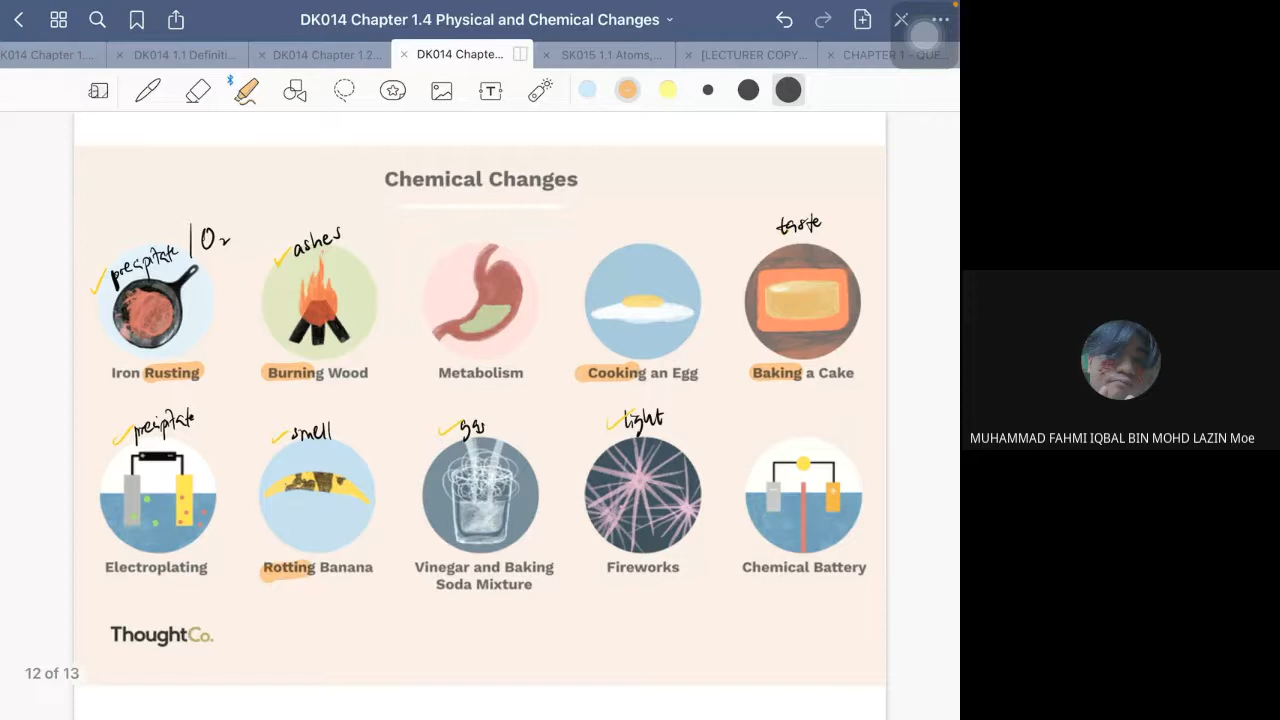 DK014 Chapter 1.4 Physical and Chemical Changes
K014 Chapter 1....
DK014 1.1 Definiti...
DK014 Chapter 1.2...
DK014 Chapte...
SK015 1.1 Atoms,...
[LECTURER COPY...
CHAPTER 1 - QUE...
Chemical Changes
precipitate | O₂
ashes
taste
Iron Rusting
Burning Wood
Metabolism
Cooking an Egg
Baking a Cake
precipitate
smell
gas
light
Electroplating
Rotting Banana
Vinegar and Baking
Soda Mixture
Fireworks
Chemical Battery
ThoughtCo.
12 of 13
MUHAMMAD FAHMI IQBAL BIN MOHD LAZIN Moe